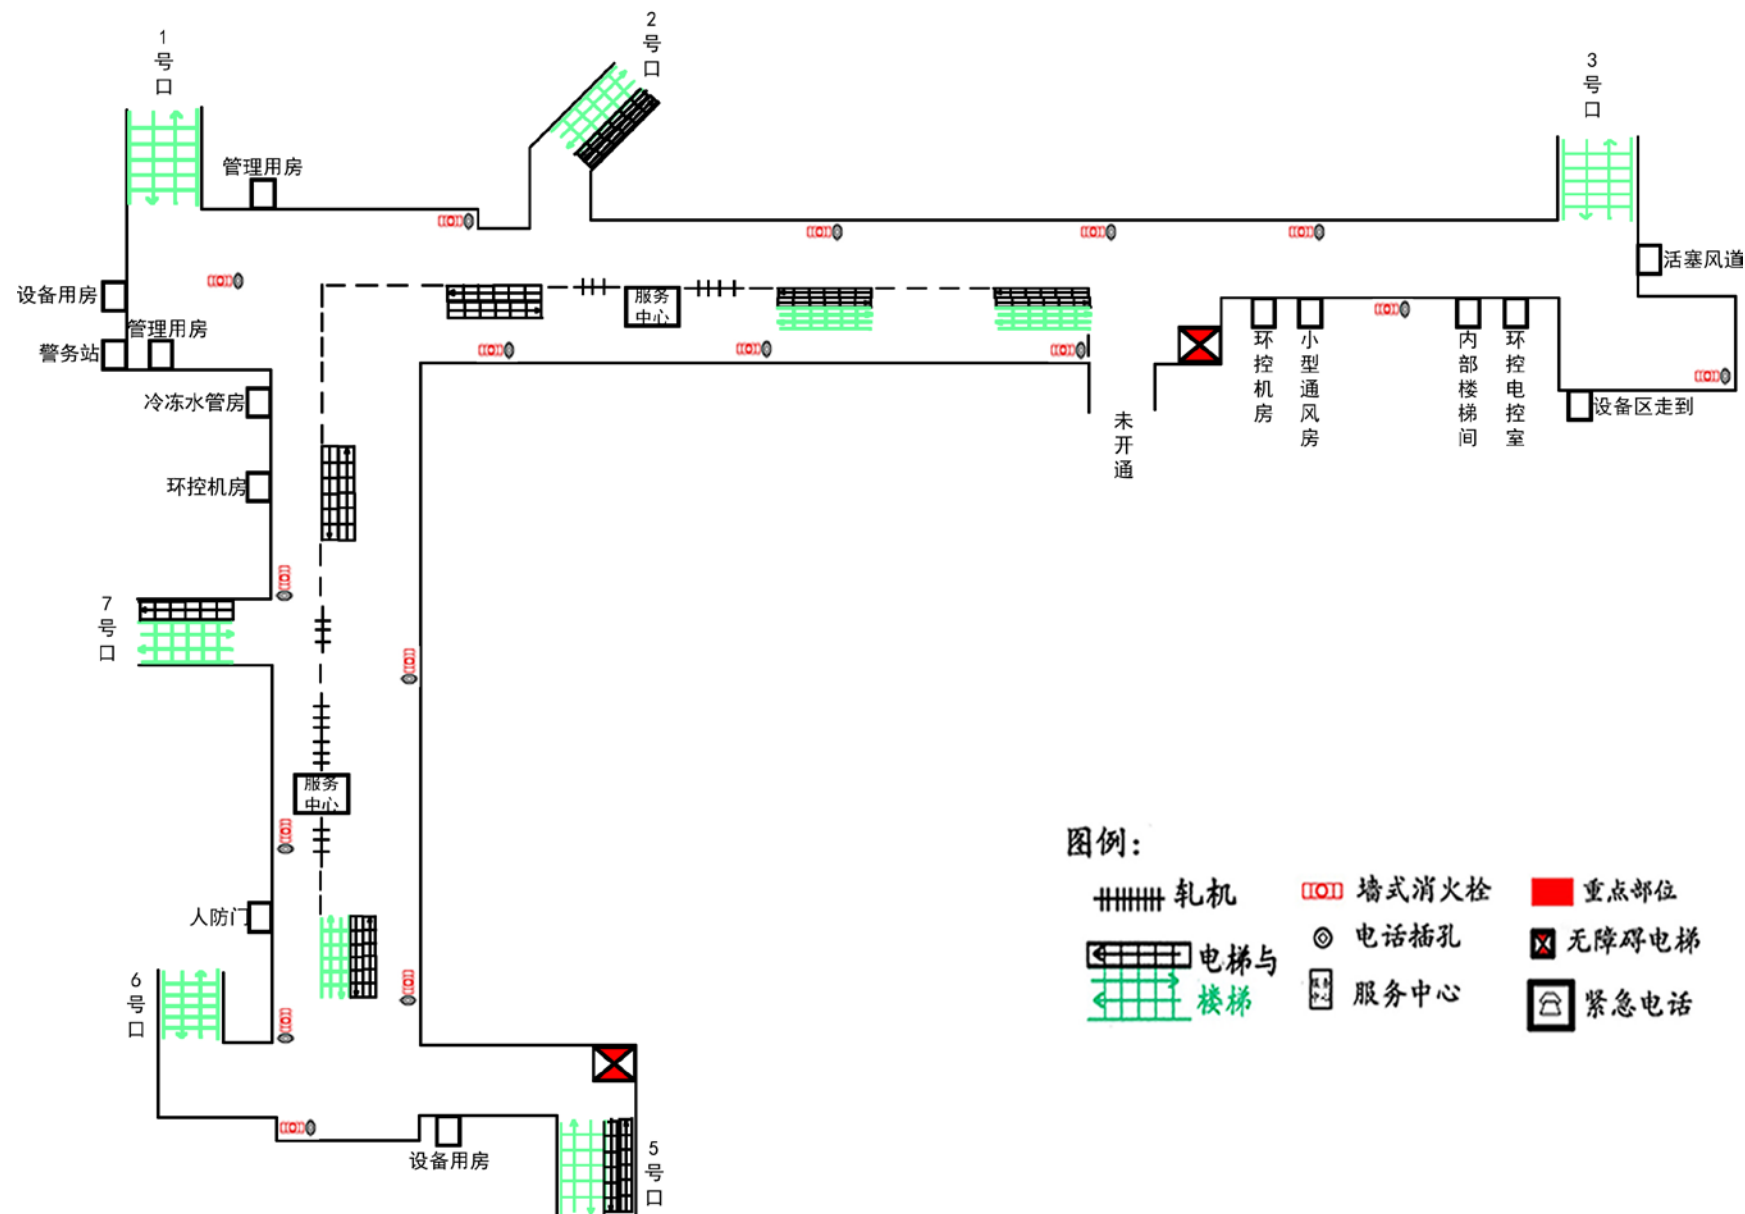 1号口
2号口
3号口
管理用房
活塞风道
设备用房
服务
中心
管理用房
警务站
环控机房
小型通风房
内部楼梯间
环控电控室
冷冻水管房
设备区走到
未开通
环控机房
7号口
服务
中心
图例：
轧机
墙式消火栓
重点部位
人防门
电话插孔
无障碍电梯
电梯与
楼梯
服务中心
服务
中心
紧急电话
6号口
5号口
设备用房